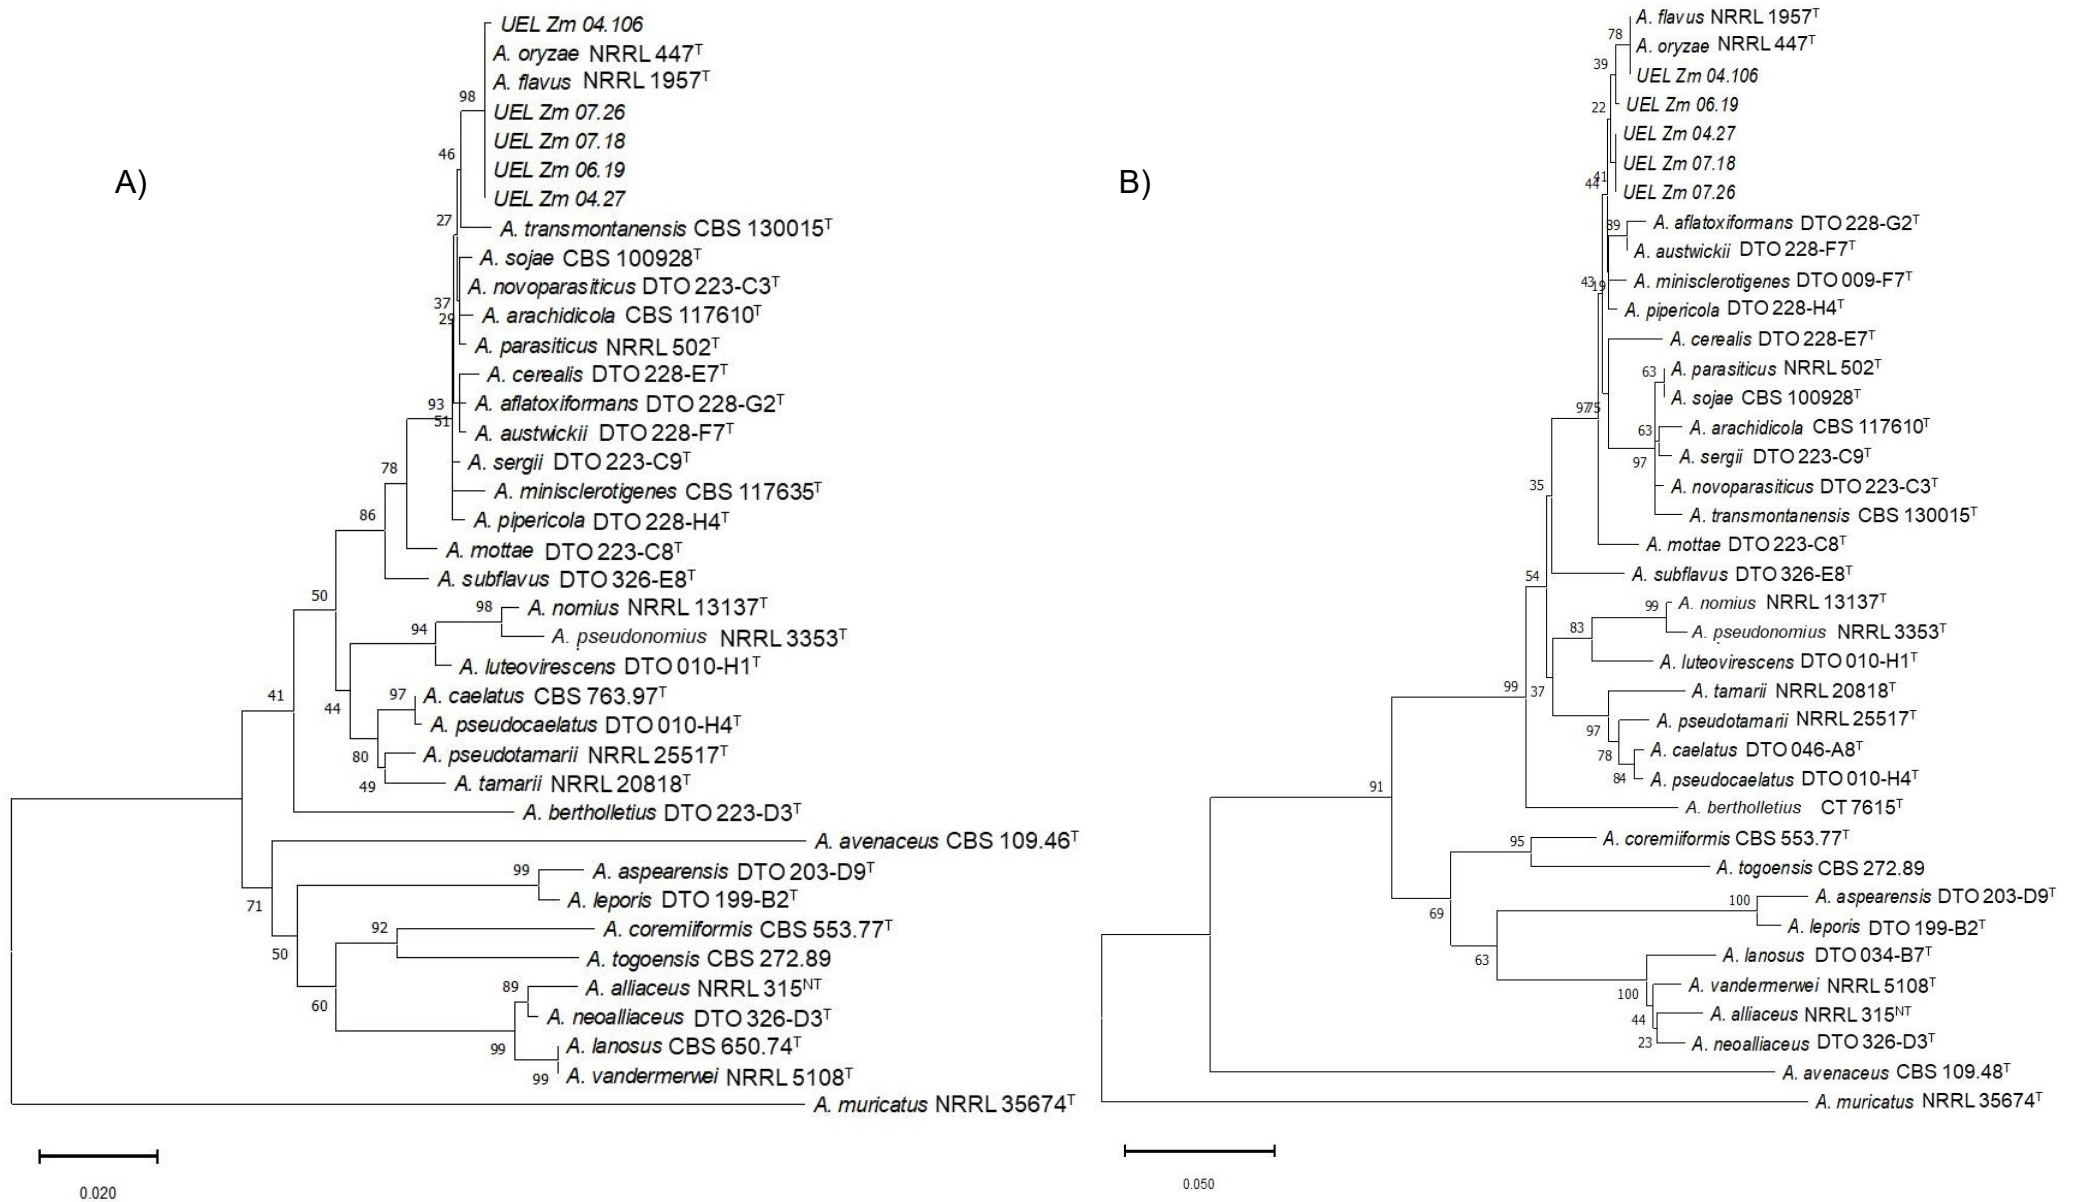 A)
UEL Zm 04.106
A. oryzae NRRL 447T
A. flavus NRRL 1957T
UEL Zm 07.26
UEL Zm 07.18
UEL Zm 06.19
UEL Zm 04.27
A. transmontanensis CBS 130015T
A. sojae CBS 100928T
A. novoparasiticus DTO 223-C3T
A. arachidicola CBS 117610T
A. parasiticus NRRL 502T
A. cerealis DTO 228-E7T
A. aflatoxiformans DTO 228-G2T
A. austwickii DTO 228-F7T
A. sergii DTO 223-C9T
A. minisclerotigenes CBS 117635T
A. pipericola DTO 228-H4T
A. mottae DTO 223-C8T
A. subflavus DTO 326-E8T
A. nomius NRRL 13137T
A. pseudonomius NRRL 3353T
A. luteovirescens DTO 010-H1T
A. caelatus CBS 763.97T
A. pseudocaelatus DTO 010-H4T
A. pseudotamarii NRRL 25517T
A. tamarii NRRL 20818T
A. bertholletius DTO 223-D3T
A. avenaceus CBS 109.46T
A. aspearensis DTO 203-D9T
A. leporis DTO 199-B2T
A. coremiiformis CBS 553.77T
A. togoensis CBS 272.89
A. alliaceus NRRL 315NT
A. neoalliaceus DTO 326-D3T
A. lanosus CBS 650.74T
A. vandermerwei NRRL 5108T
A. muricatus NRRL 35674T
98
46
27
37
29
93
51
78
86
50
98
94
97
44
80
49
41
99
71
92
50
89
60
99
99
0.020
B)
A. flavus NRRL 1957T
A. oryzae NRRL 447T
UEL Zm 04.106
UEL Zm 06.19
UEL Zm 04.27
UEL Zm 07.18
UEL Zm 07.26
A. aflatoxiformans DTO 228-G2T
A. austwickii DTO 228-F7T
A. minisclerotigenes DTO 009-F7T
A. pipericola DTO 228-H4T
A. cerealis DTO 228-E7T
A. parasiticus NRRL 502T
A. sojae CBS 100928T
A. arachidicola CBS 117610T
A. sergii DTO 223-C9T
A. novoparasiticus DTO 223-C3T
A. transmontanensis CBS 130015T
A. mottae DTO 223-C8T
A. subflavus DTO 326-E8T
A. nomius NRRL 13137T
A. pseudonomius NRRL 3353T
A. luteovirescens DTO 010-H1T
A. tamarii NRRL 20818T
A. pseudotamarii NRRL 25517T
A. caelatus DTO 046-A8T
A. pseudocaelatus DTO 010-H4T
A. bertholletius CT 7615T
A. coremiiformis CBS 553.77T
A. togoensis CBS 272.89
A. aspearensis DTO 203-D9T
A. leporis DTO 199-B2T
A. lanosus DTO 034-B7T
A. vandermerwei NRRL 5108T
A. alliaceus NRRL 315NT
A. neoalliaceus DTO 326-D3T
A. avenaceus CBS 109.48T
A. muricatus NRRL 35674T
78
39
22
41
44
89
43
19
63
97
75
63
97
35
54
99
83
99
37
97
78
84
91
95
100
69
63
100
44
23
0.050